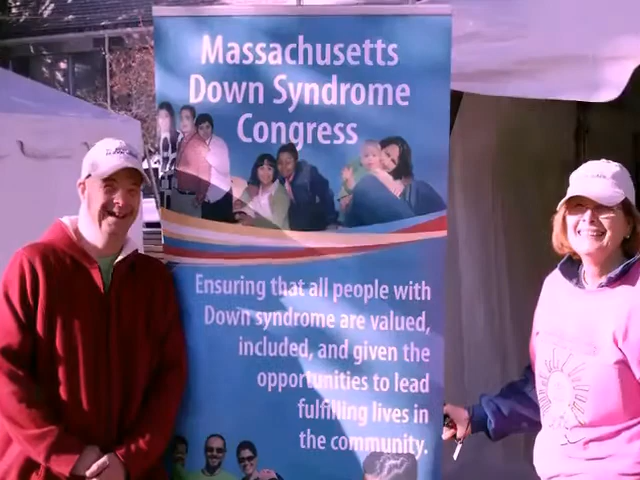 Massachusetts
Down Syndrome
Congress
Ensuring that all people with
Down syndrome are valued,
included, and given the
opportunities to lead
fulfilling lives in
the community.